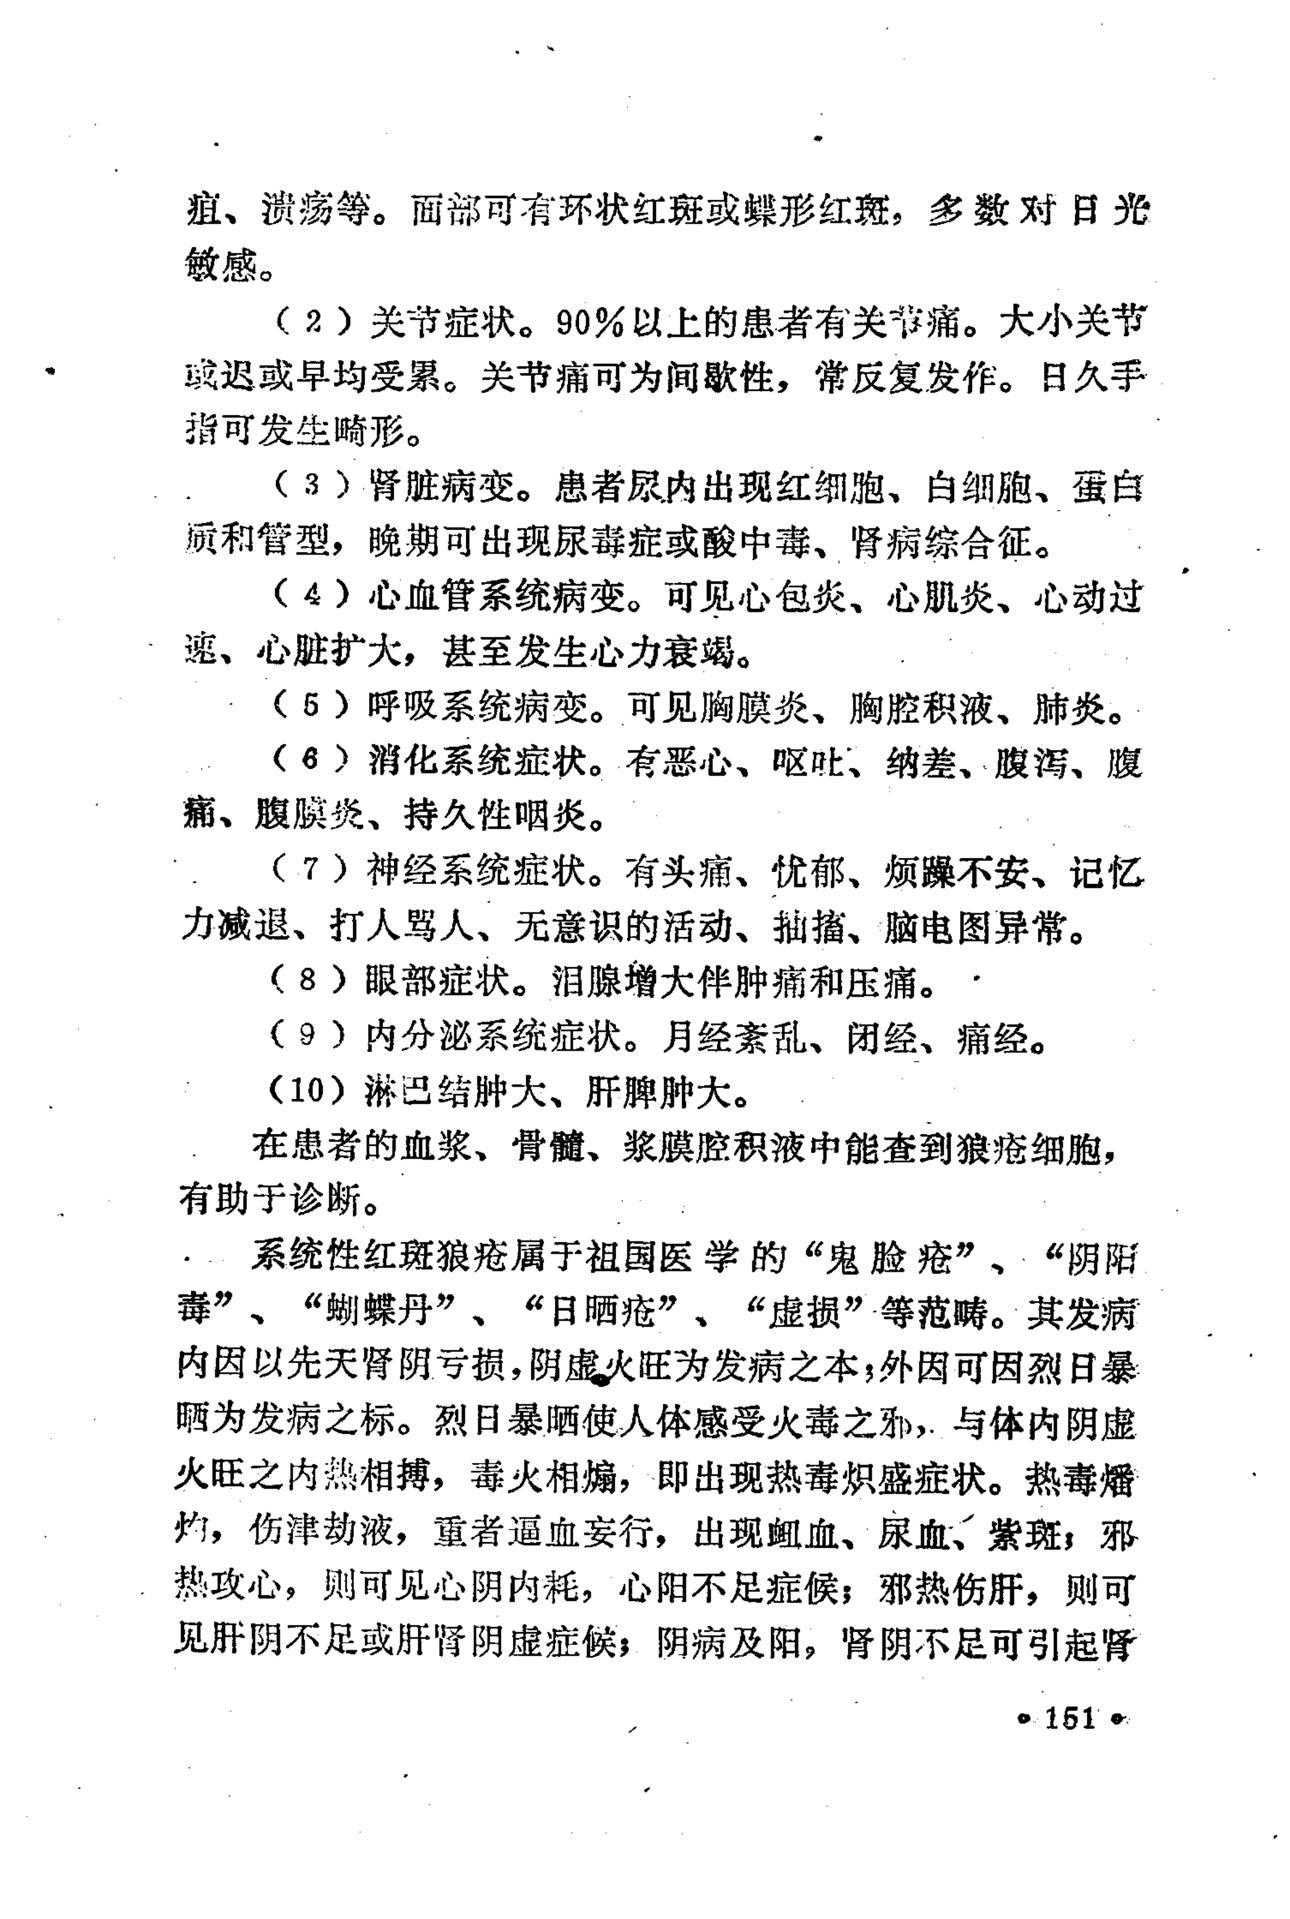 疽、溃疡等。面部可有环状红斑或蝶形红斑，多数对日光
敏感。
（2）关节症状。90%以上的患者有关节痛。大小关节
或迟或早均受累。关节痛可为间歇性，常反复发作。日久手
指可发生畸形。
（3）肾脏病变。患者尿内出现红细胞、白细胞、蛋白
质和管型，晚期可出现尿毒症或酸中毒、肾病综合征。
（4）心血管系统病变。可见心包炎、心肌炎、心动过
速、心脏扩大，甚至发生心力衰竭。
（5）呼吸系统病变。可见胸膜炎、胸腔积液、肺炎。
（6）消化系统症状。有恶心、呕吐、纳差、腹泻、腹
痛、腹膜炎、持久性咽炎。
（7）神经系统症状。有头痛、忧郁、烦躁不安、记忆
力减退、打人骂人、无意识的活动、抽搐、脑电图异常。
（8）眼部症状。泪腺增大伴肿痛和压痛。
（9）内分泌系统症状。月经紊乱、闭经、痛经。
（10）淋巴结肿大、肝脾肿大。
在患者的血浆、骨髓、浆膜腔积液中能查到狼疮细胞，
有助于诊断。
系统性红斑狼疮属于祖国医学的“鬼脸疮”、“阴阳
毒”、“蝴蝶丹”、“日晒疮”、“虚损”等范畴。其发病
内因以先天肾阴亏损，阴虚火旺为发病之本；外因可因烈日暴
晒为发病之标。烈日暴晒使人体感受火毒之邪，与体内阴虚
火旺之内热相搏，毒火相煽，即出现热毒炽盛症状。热毒燔
灼，伤津劫液，重者逼血妄行，出现衄血、尿血、紫斑；邪
热攻心，则可见心阴内耗，心阳不足症候；邪热伤肝，则可
见肝阴不足或肝肾阴虚症候；阴病及阳，肾阴不足可引起肾
• 151 •